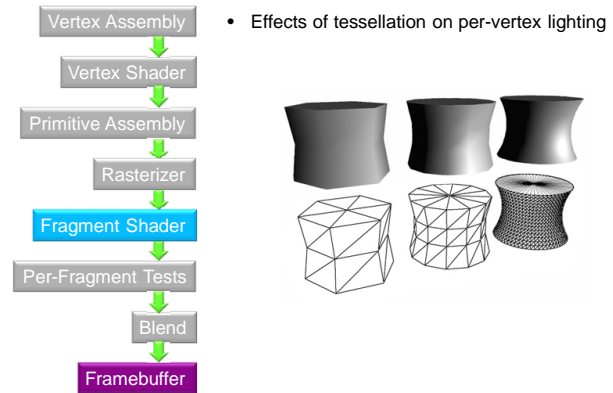 Vertex Assembly
• Effects of tessellation on per-vertex lighting
Vertex Shader
Primitive Assembly
Rasterizer
Fragment Shader
Per-Fragment Tests
Blend
Framebuffer